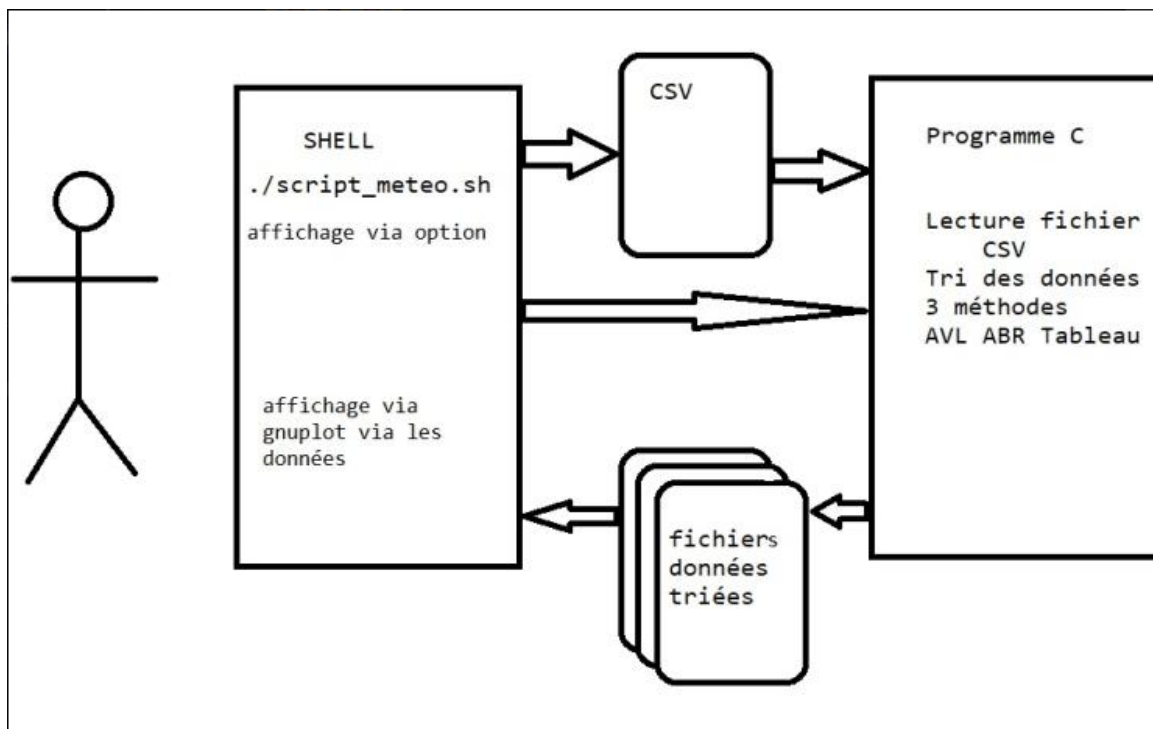 SHELL
./script_meteo.sh
affichage via option
affichage via
gnuplot via les
données
CSV
fichiers
données
triées
Programme C
Lecture fichier
CSV
Tri des données
3 méthodes
AVL ABR Tableau